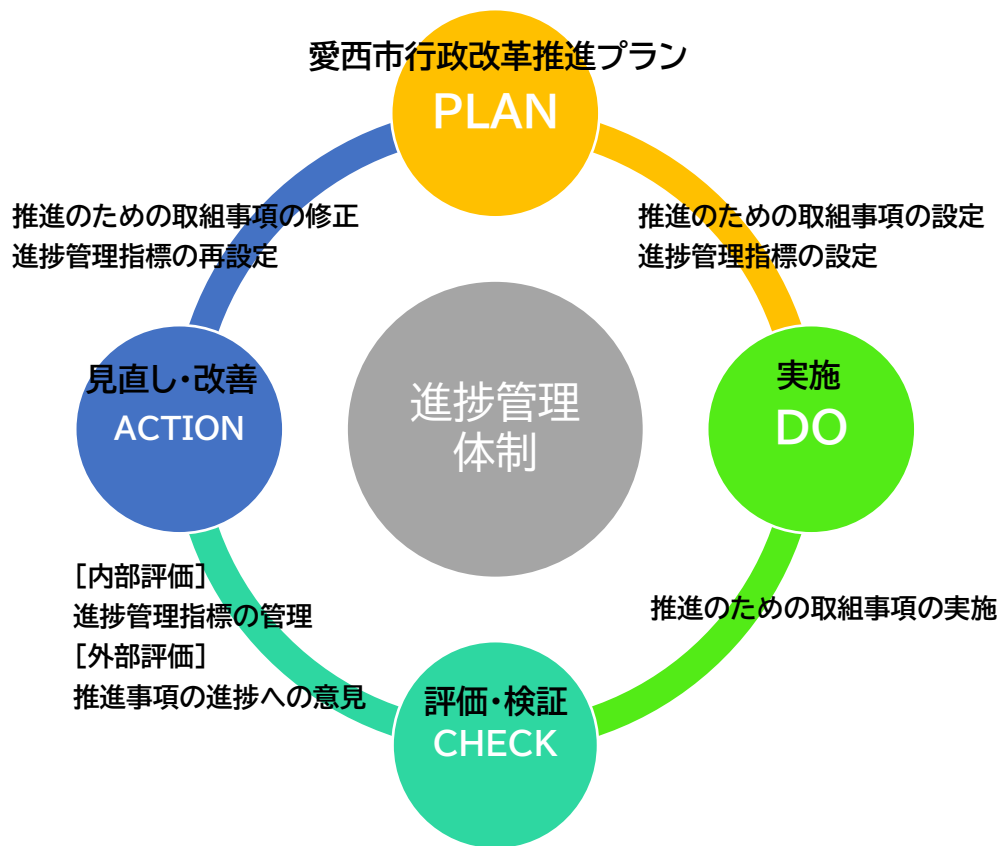 愛西市行政改革推進プラン
PLAN
推進のための取組事項の修正
進捗管理指標の再設定
推進のための取組事項の設定
進捗管理指標の設定
見直し・改善
ACTION
進捗管理
体制
実施
DO
［内部評価］
進捗管理指標の管理
［外部評価］
推進事項の進捗への意見
推進のための取組事項の実施
評価・検証
CHECK